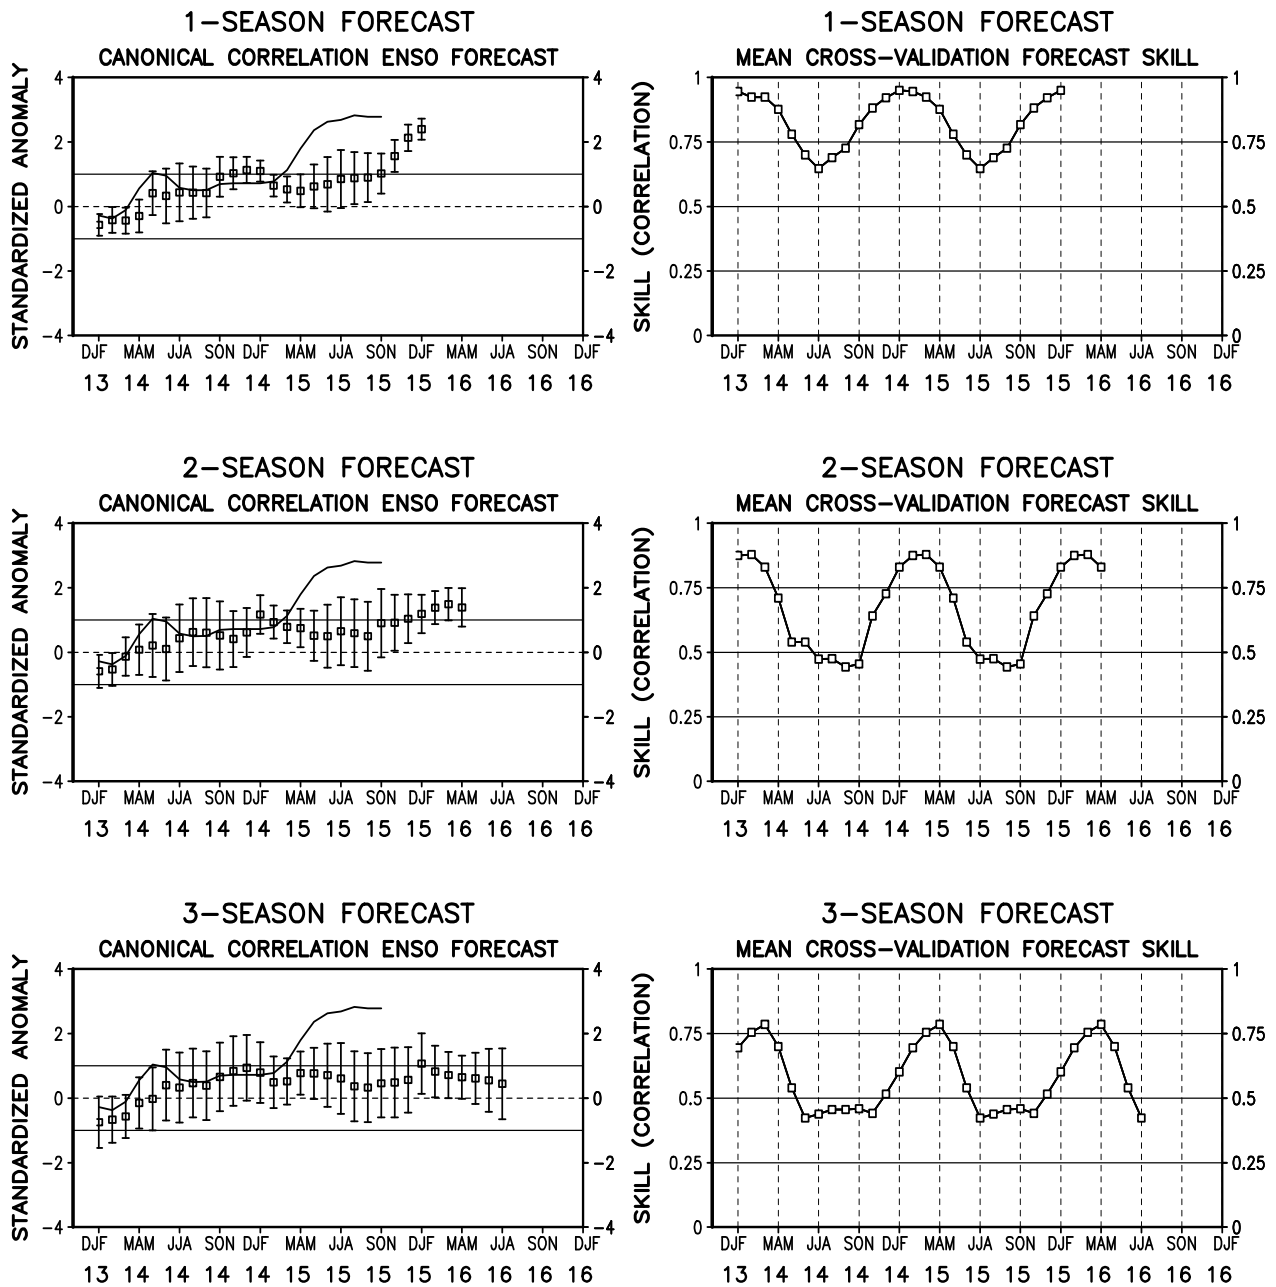 1-SEASON FORECAST
CANONICAL CORRELATION ENSO FORECAST
STANDARDIZED ANOMALY
4 2 0 -2 -4
4 2 0 -2 -4
DJF MAM JJA SON DJF MAM JJA SON DJF MAM JJA SON DJF
13 14 14 14 14 15 15 15 15 16 16 16 16
1-SEASON FORECAST
MEAN CROSS-VALIDATION FORECAST SKILL
SKILL (CORRELATION)
1 0.75 0.5 0.25 0
1 0.75 0.5 0.25 0
DJF MAM JJA SON DJF MAM JJA SON DJF MAM JJA SON DJF
13 14 14 14 14 15 15 15 15 16 16 16 16
2-SEASON FORECAST
CANONICAL CORRELATION ENSO FORECAST
STANDARDIZED ANOMALY
4 2 0 -2 -4
4 2 0 -2 -4
DJF MAM JJA SON DJF MAM JJA SON DJF MAM JJA SON DJF
13 14 14 14 14 15 15 15 15 16 16 16 16
2-SEASON FORECAST
MEAN CROSS-VALIDATION FORECAST SKILL
SKILL (CORRELATION)
1 0.75 0.5 0.25 0
1 0.75 0.5 0.25 0
DJF MAM JJA SON DJF MAM JJA SON DJF MAM JJA SON DJF
13 14 14 14 14 15 15 15 15 16 16 16 16
3-SEASON FORECAST
CANONICAL CORRELATION ENSO FORECAST
STANDARDIZED ANOMALY
4 2 0 -2 -4
4 2 0 -2 -4
DJF MAM JJA SON DJF MAM JJA SON DJF MAM JJA SON DJF
13 14 14 14 14 15 15 15 15 16 16 16 16
3-SEASON FORECAST
MEAN CROSS-VALIDATION FORECAST SKILL
SKILL (CORRELATION)
1 0.75 0.5 0.25 0
1 0.75 0.5 0.25 0
DJF MAM JJA SON DJF MAM JJA SON DJF MAM JJA SON DJF
13 14 14 14 14 15 15 15 15 16 16 16 16